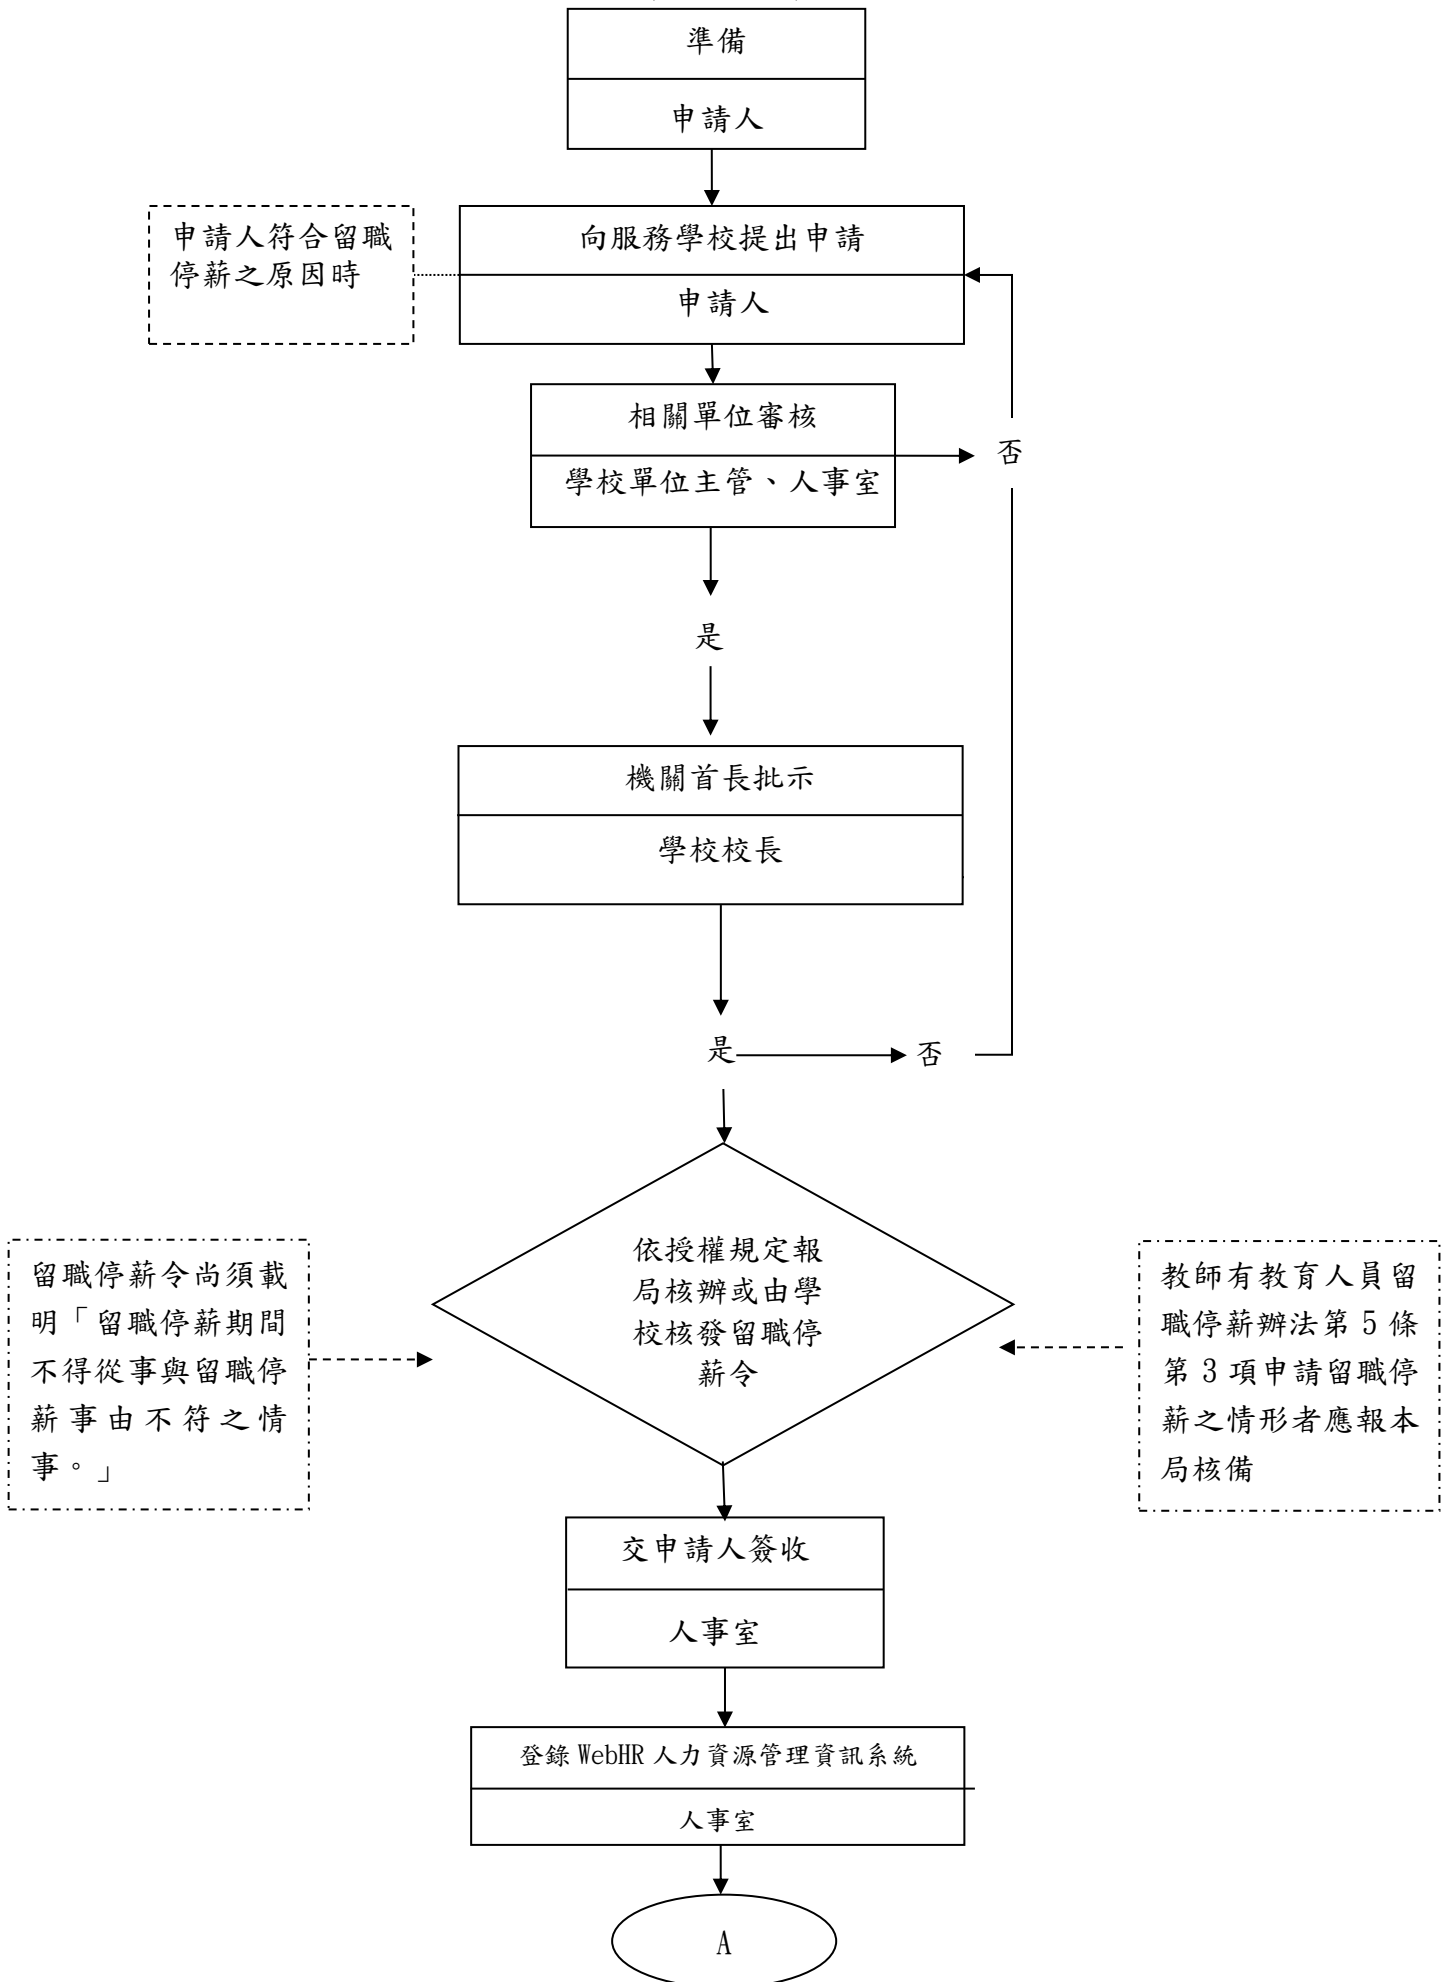 準備
申請人
申請人符合留職
停薪之原因時
向服務學校提出申請
申請人
相關單位審核
學校單位主管、人事室
否
是
機關首長批示
學校校長
是
否
依授權規定報
局核辦或由學
校核發留職停
薪令
留職停薪令尚須載
明「留職停薪期間
不得從事與留職停
薪事由不符之情
事。」
教師有教育人員留
職停薪辦法第 5 條
第 3 項申請留職停
薪之情形者應報本
局核備
交申請人簽收
人事室
登錄 WebHR 人力資源管理資訊系統
人事室
A